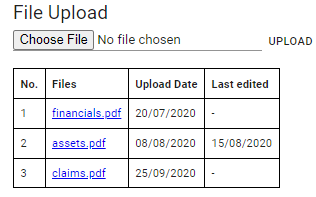 File Upload
Choose File No file chosen UPLOAD
No. Files Upload Date Last edited
1 financials.pdf 20/07/2020 -
2 assets.pdf 08/08/2020 15/08/2020
3 claims.pdf 25/09/2020 -